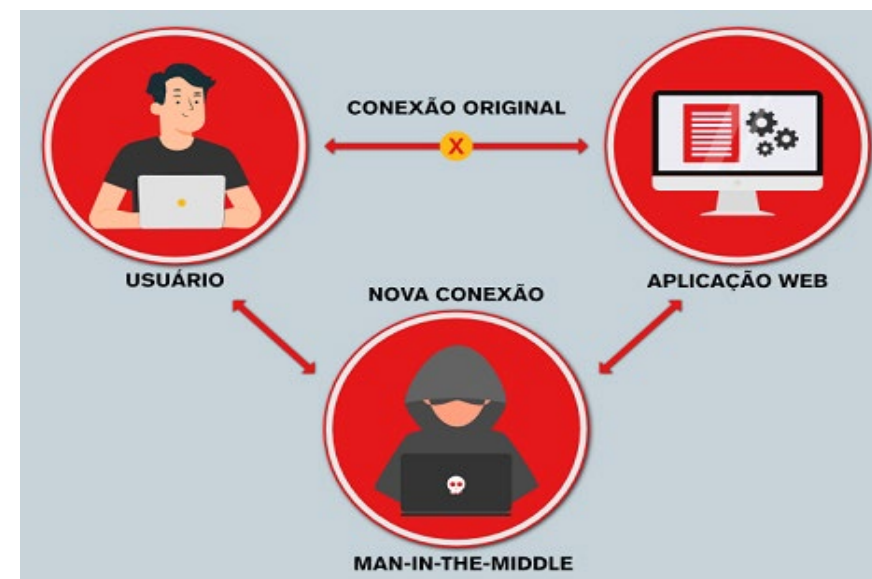 CONEXÃO ORIGINAL
X
USUÁRIO
APLICAÇÃO WEB
NOVA CONEXÃO
MAN-IN-THE-MIDDLE